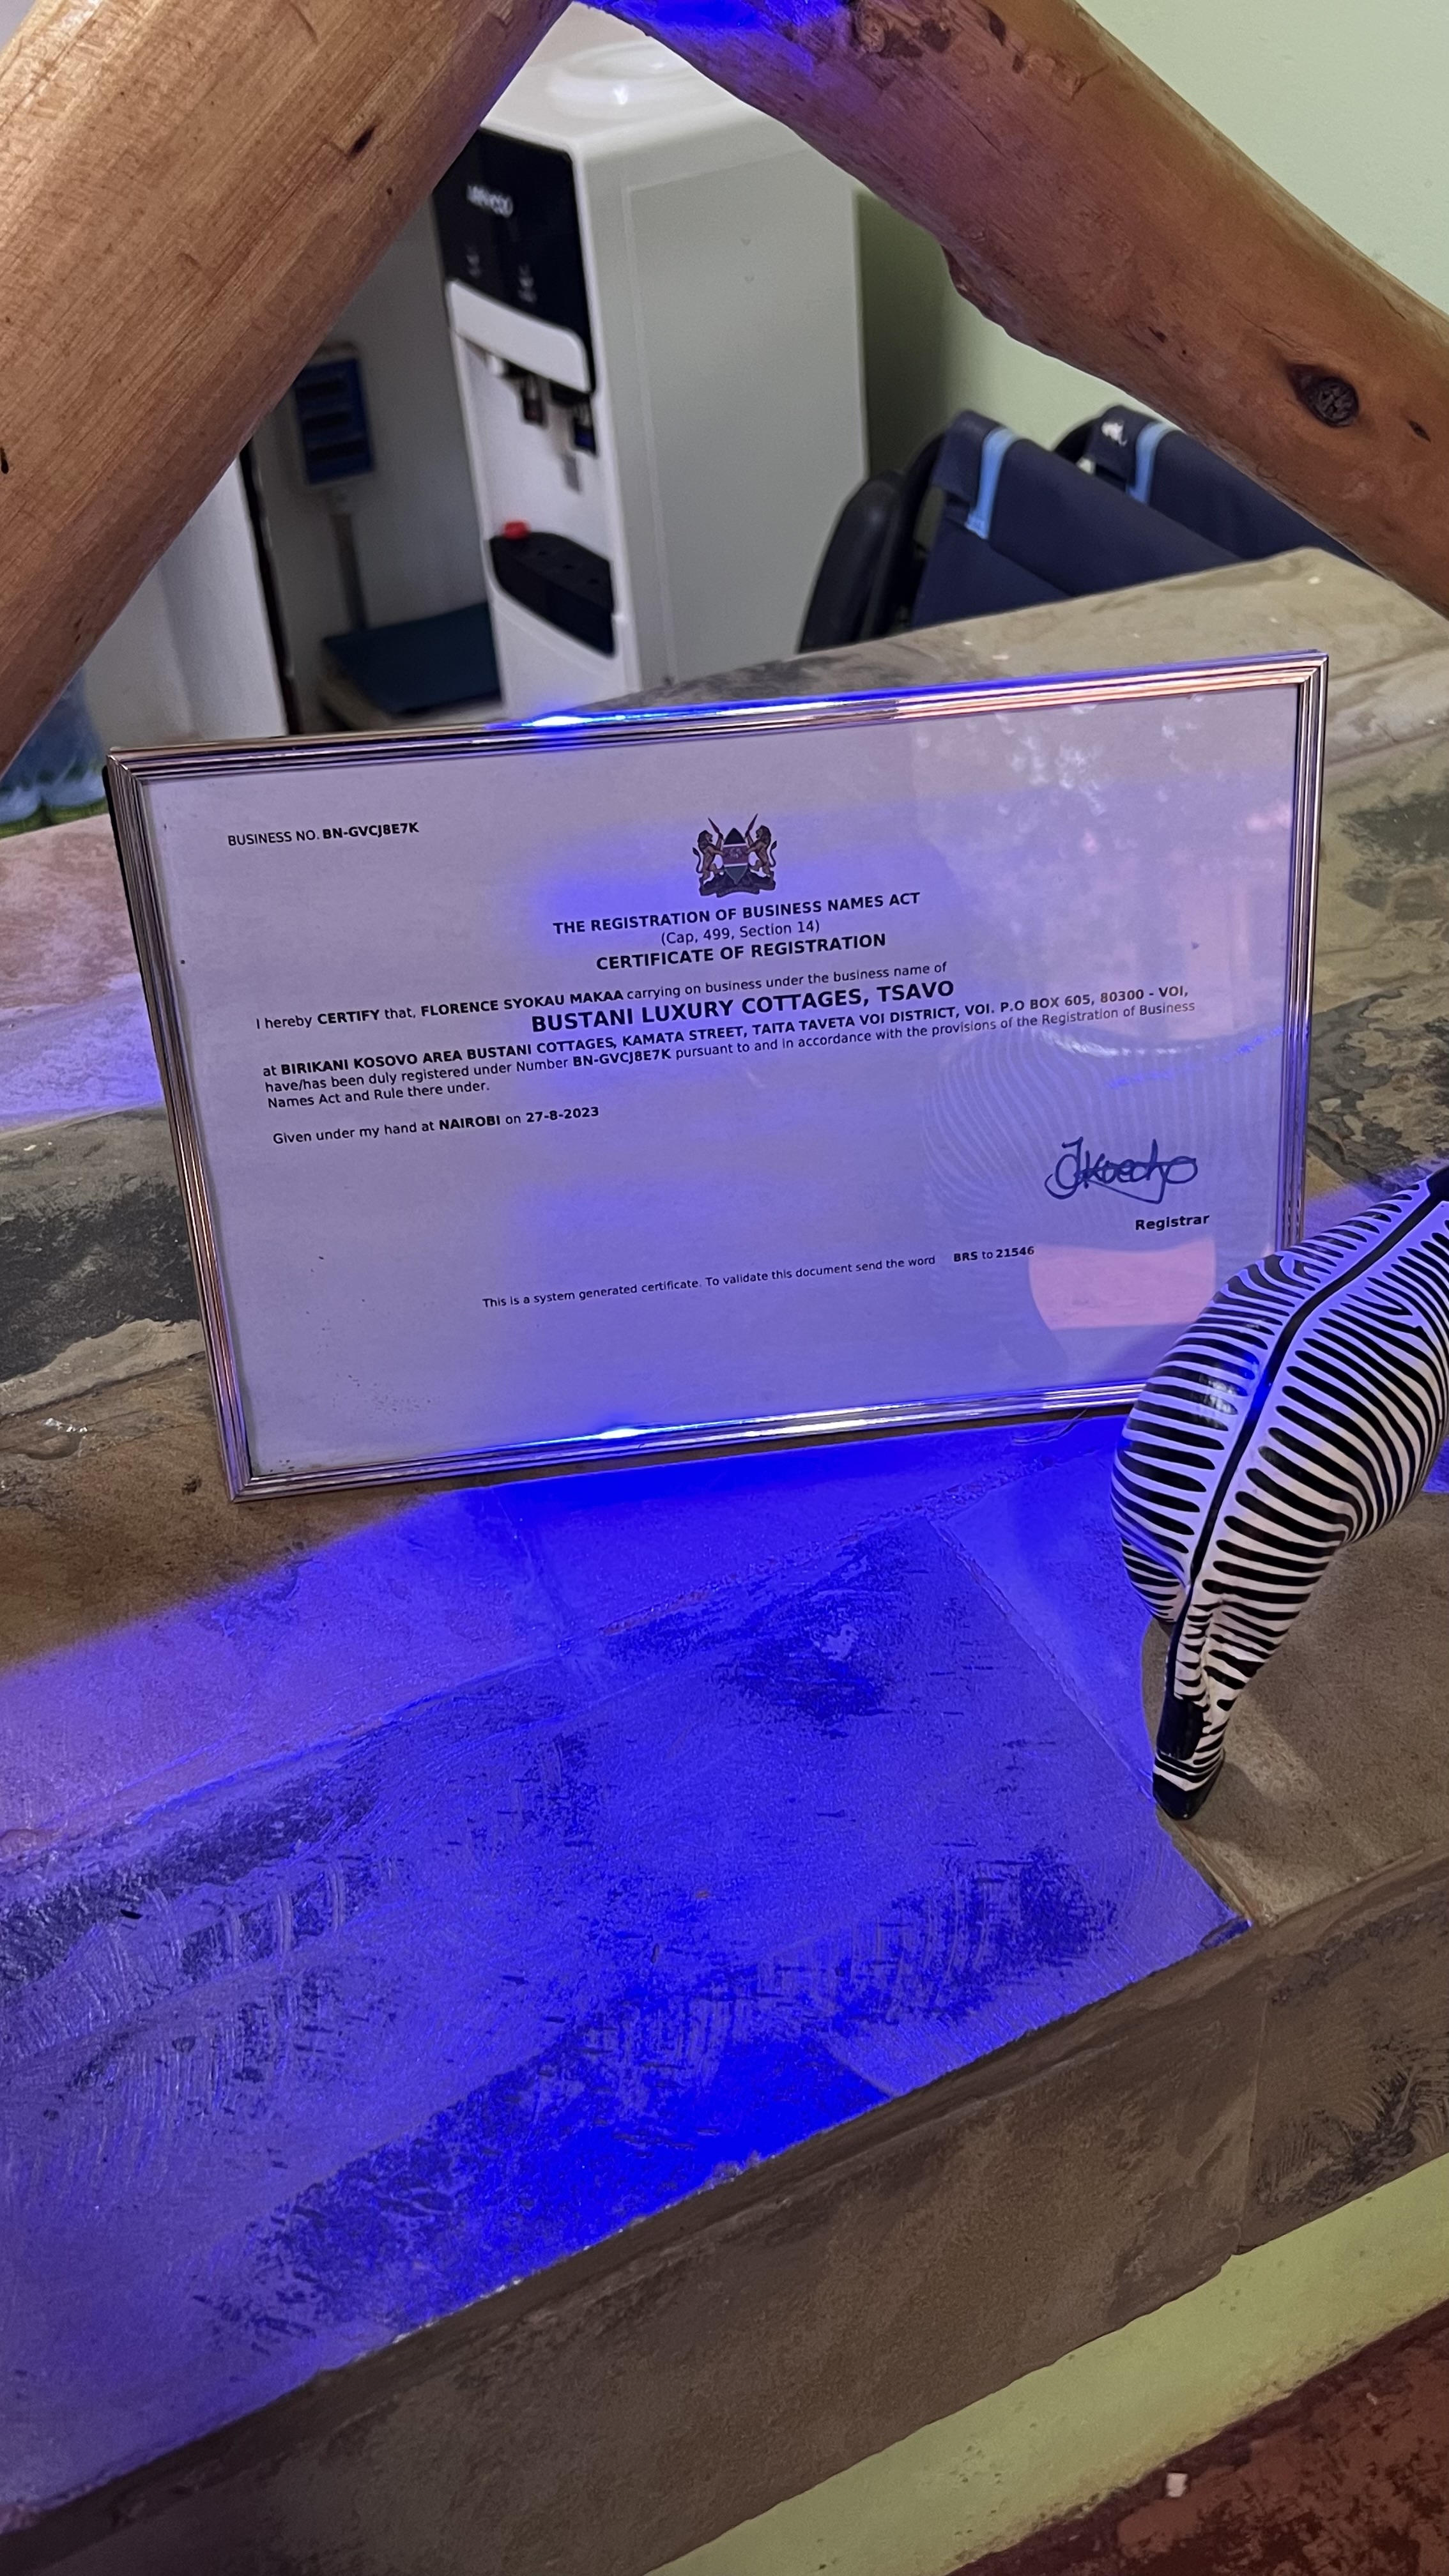 BUSINESS NO. BN-GVCJ8E7K
THE REGISTRATION OF BUSINESS NAMES ACT
(Cap, 499, Section 14)
CERTIFICATE OF REGISTRATION
I hereby CERTIFY that, FLORENCE SYOKAU MAKAA carrying on business under the business name of
BUSTANI LUXURY COTTAGES, TSAVO
at BIRIKANI KOSOVO AREA BUSTANI COTTAGES, KAMATA STREET, TAITA TAVETA VOI DISTRICT, VOI. P.O BOX 605, 80300 - VOI,
have/has been duly registered under Number BN-GVCJ8E7K pursuant to and in accordance with the provisions of the Registration of Business
Names Act and Rule there under.
Given under my hand at NAIROBI on 27-8-2023
Registrar
This is a system generated certificate. To validate this document send the word BRS to 21546